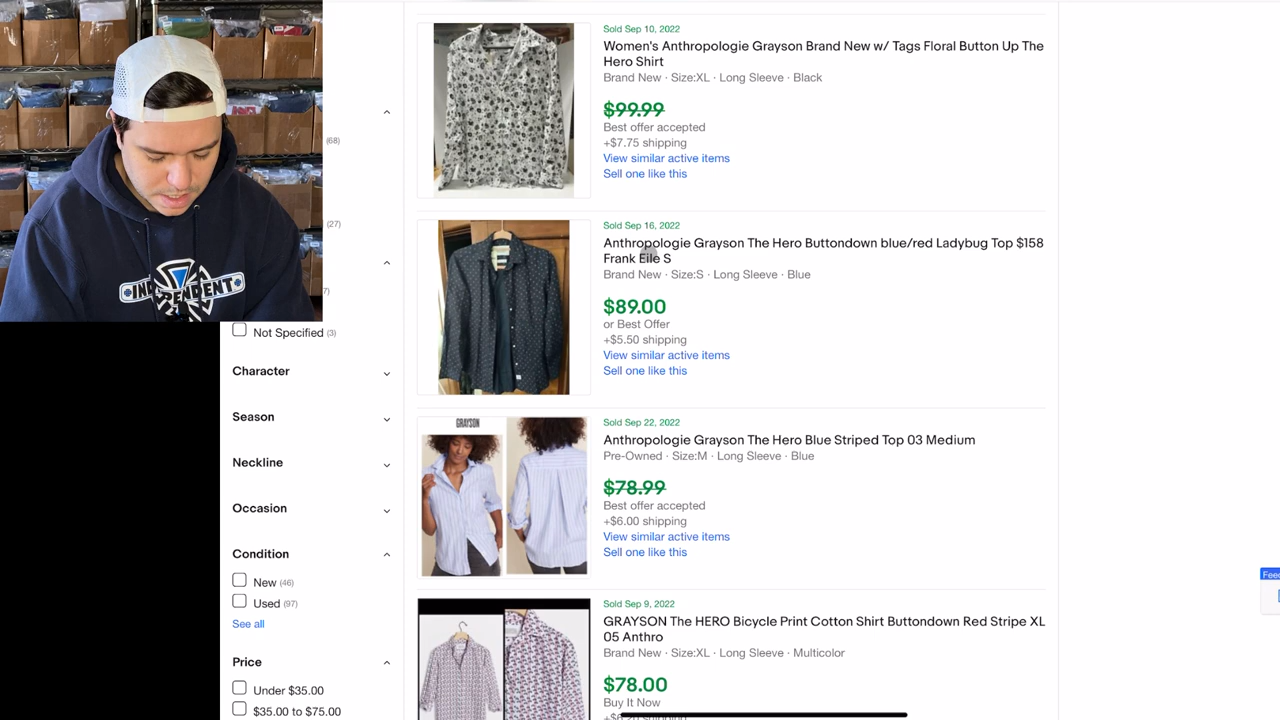 Sold Sep 10, 2022
Women's Anthropologie Grayson Brand New w/ Tags Floral Button Up The
Hero Shirt
Brand New · Size:XL · Long Sleeve · Black
$99.99
Best offer accepted
+$7.75 shipping
View similar active items
Sell one like this
Sold Sep 16, 2022
Anthropologie Grayson The Hero Buttondown blue/red Ladybug Top $158
Frank Eile S
Brand New · Size:S · Long Sleeve · Blue
$89.00
or Best Offer
+$5.50 shipping
View similar active items
Sell one like this
Sold Sep 22, 2022
Anthropologie Grayson The Hero Blue Striped Top 03 Medium
Pre-Owned · Size:M · Long Sleeve · Blue
$78.99
Best offer accepted
+$6.00 shipping
View similar active items
Sell one like this
GRAYSON
Sold Sep 9, 2022
GRAYSON The HERO Bicycle Print Cotton Shirt Buttondown Red Stripe XL
05 Anthro
Brand New · Size:XL · Long Sleeve · Multicolor
$78.00
Buy It Now
(68)
(27)
7)
Not Specified (3)
Character
Season
Neckline
Occasion
Condition
New (46)
Used (97)
See all
Price
Under $35.00
$35.00 to $75.00
INDEPENDENT
Feed